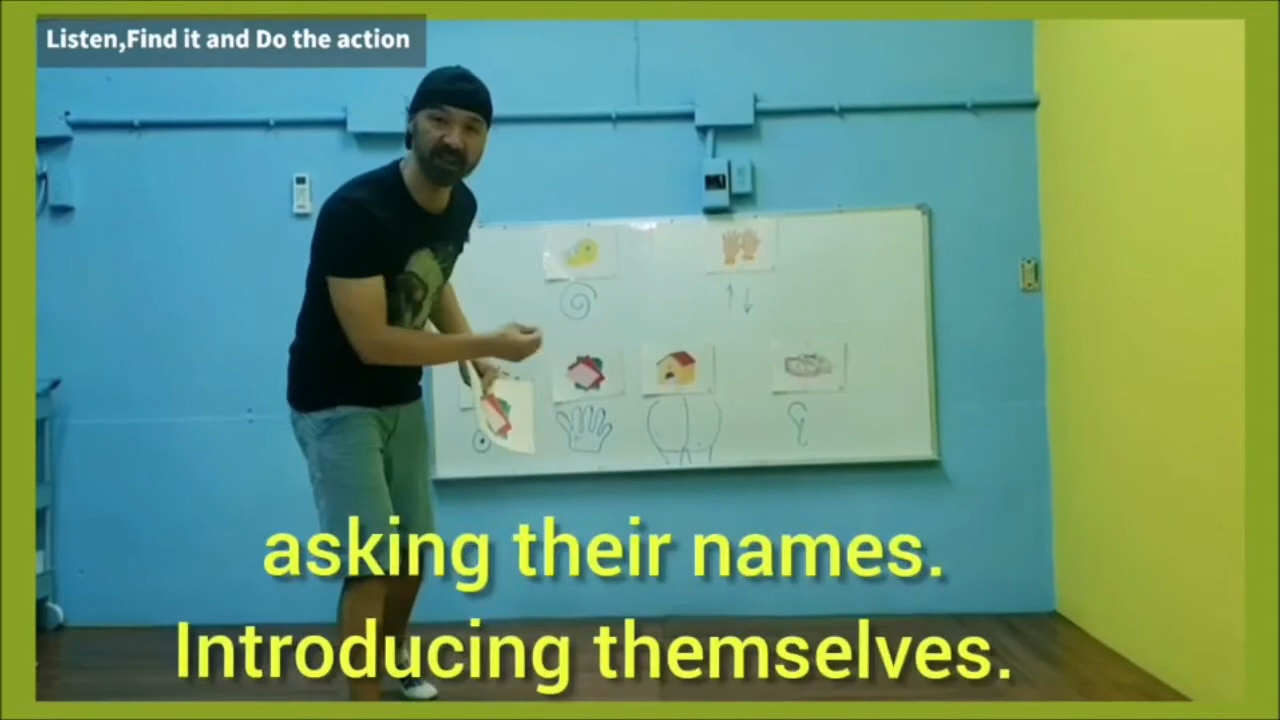 Listen,Find it and Do the action
asking their names.
Introducing themselves.